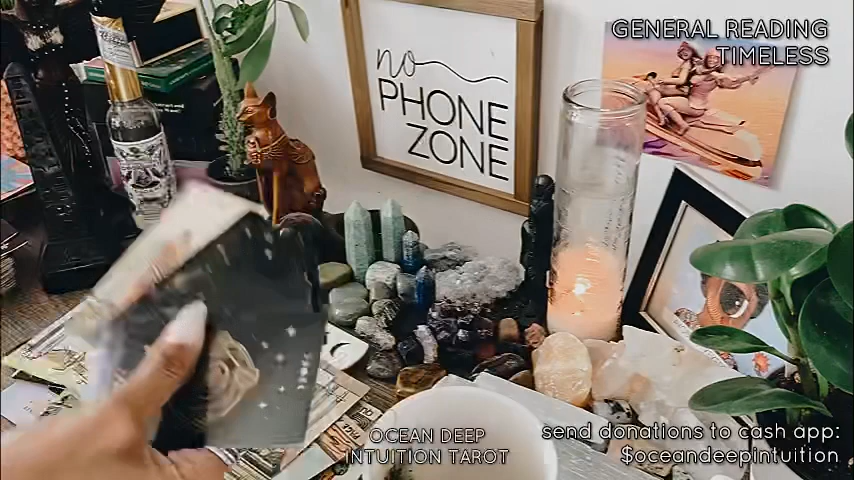 GENERAL READING
TIMELESS
no
PHONE
ZONE
OCEAN DEEP
INTUITION TAROT
send donations to cash app:
$oceandeepintuition